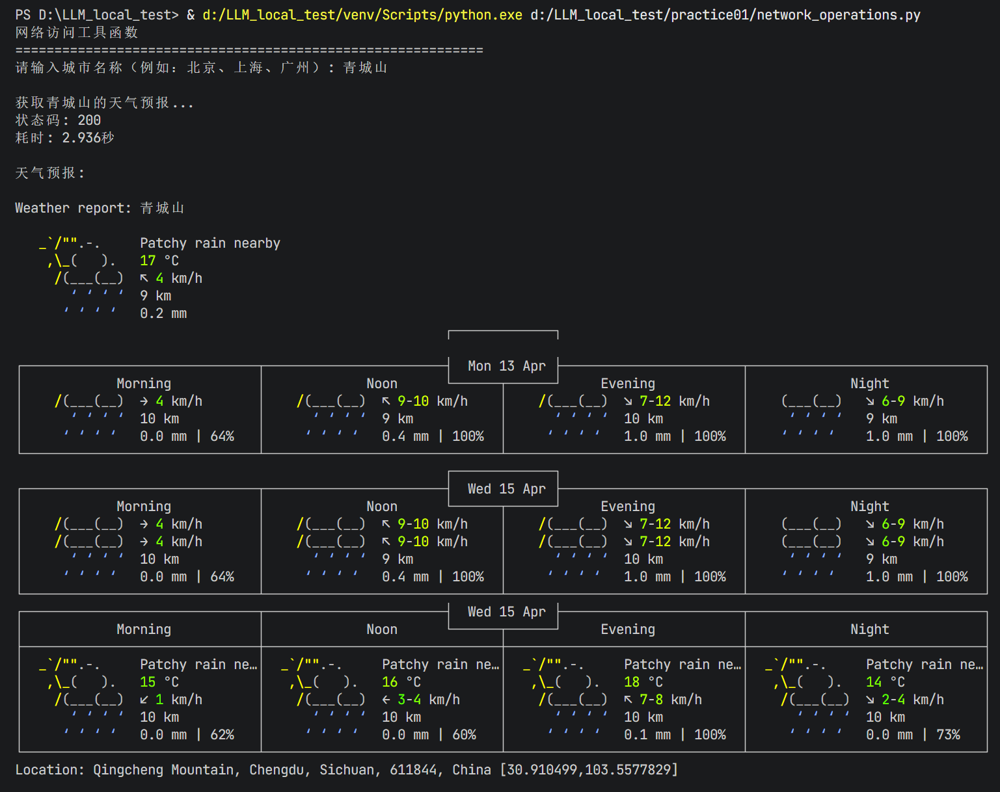 PS D:\LLM_local_test> & d:/LLM_local_test/venv/Scripts/python.exe d:/LLM_local_test/practice01/network_operations.py
网络访问工具函数
============================================================
请输入城市名称（例如：北京、上海、广州）: 青城山
获取青城山的天气预报...
状态码: 200
耗时: 2.936秒
天气预报:
Weather report: 青城山
_`/"".-.     Patchy rain nearby
,\_(   ).   17 °C
/(___(__)  ↖ 4 km/h
‘ ‘ ‘ ‘  9 km
‘ ‘ ‘ ‘   0.2 mm
Mon 13 Apr
Morning Noon Evening Night
/(___(__)  → 4 km/h /(___(__)  ↖ 9-10 km/h /(___(__)  ↘ 7-12 km/h (___(__)   ↘ 6-9 km/h
‘ ‘ ‘ ‘  10 km ‘ ‘ ‘ ‘  9 km ‘ ‘ ‘ ‘  10 km ‘ ‘ ‘ ‘   9 km
‘ ‘ ‘ ‘   0.0 mm | 64% ‘ ‘ ‘ ‘   0.4 mm | 100% ‘ ‘ ‘ ‘   1.0 mm | 100% ‘ ‘ ‘ ‘    1.0 mm | 100%
Wed 15 Apr
Morning Noon Evening Night
/(___(__)  → 4 km/h /(___(__)  ↖ 9-10 km/h /(___(__)  ↘ 7-12 km/h (___(__)   ↘ 6-9 km/h
/(___(__)  → 4 km/h /(___(__)  ↖ 9-10 km/h /(___(__)  ↘ 7-12 km/h (___(__)   ↘ 6-9 km/h
‘ ‘ ‘ ‘  10 km ‘ ‘ ‘ ‘  9 km ‘ ‘ ‘ ‘  10 km ‘ ‘ ‘ ‘   9 km
‘ ‘ ‘ ‘   0.0 mm | 64% ‘ ‘ ‘ ‘   0.4 mm | 100% ‘ ‘ ‘ ‘   1.0 mm | 100% ‘ ‘ ‘ ‘    1.0 mm | 100%
Wed 15 Apr
Morning Noon Evening Night
_`/"".-.     Patchy rain ne… _`/"".-.     Patchy rain ne… _`/"".-.     Patchy rain ne… _`/"".-.     Patchy rain ne…
,\_(   ).   15 °C ,\_(   ).   16 °C ,\_(   ).   18 °C ,\_(   ).   14 °C
/(___(__)  ↙ 1 km/h /(___(__)  ← 3-4 km/h /(___(__)  ↖ 7-8 km/h /(___(__)  ↘ 2-4 km/h
‘ ‘ ‘ ‘  10 km ‘ ‘ ‘ ‘  10 km ‘ ‘ ‘ ‘  10 km ‘ ‘ ‘ ‘  10 km
‘ ‘ ‘ ‘   0.0 mm | 62% ‘ ‘ ‘ ‘   0.0 mm | 60% ‘ ‘ ‘ ‘   0.1 mm | 100% ‘ ‘ ‘ ‘   0.0 mm | 73%
Location: Qingcheng Mountain, Chengdu, Sichuan, 611844, China [30.910499,103.5577829]